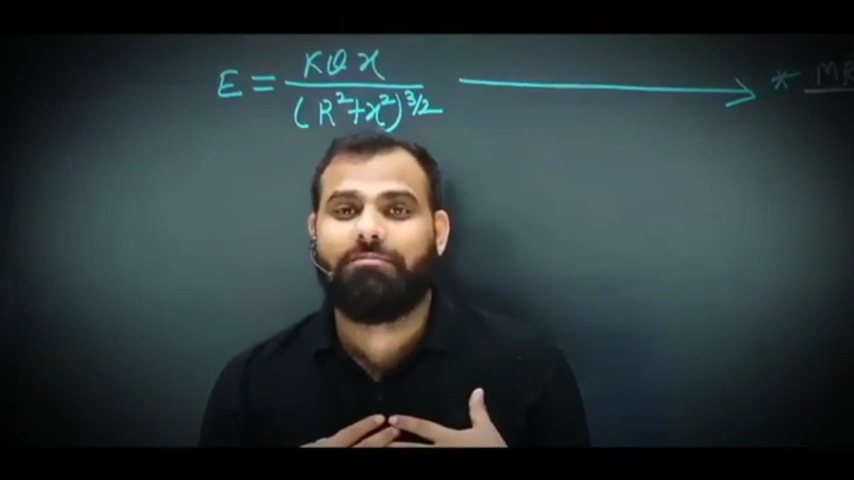 E = KQx / (R²+x²)^3/2 ⟶ *